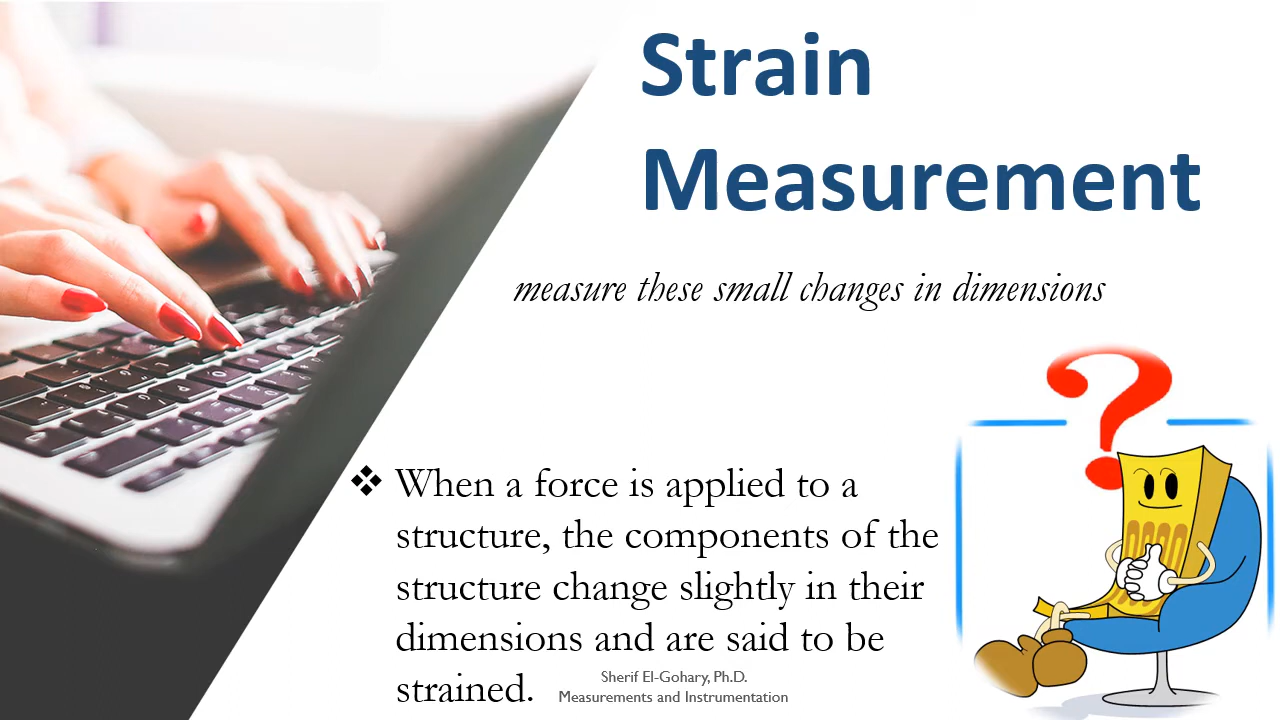 Strain
Measurement
measure these small changes in dimensions
?
❖ When a force is applied to a
structure, the components of the
structure change slightly in their
dimensions and are said to be
strained.
Sherif El-Gohary, Ph.D.
Measurements and Instrumentation